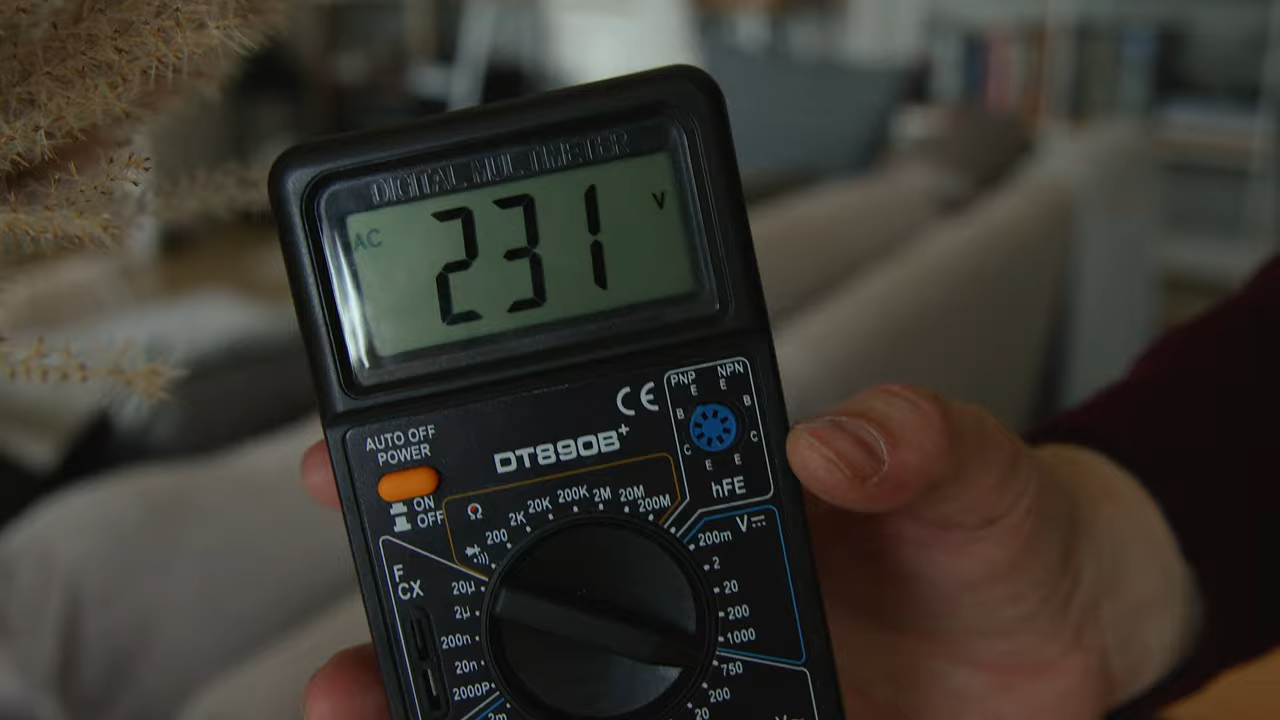 DIGITAL MULTIMETER
AC 231 V
CE
DT890B+
AUTO OFF
POWER
ON
OFF
PNP NPN
E E
B B
C C
E E
hFE
Ω
200 2K 20K 200K 2M 20M 200M
V
200m
2
20
200
1000
750
200
20
F
CX
20µ
2µ
200n
20n
2000P
2m